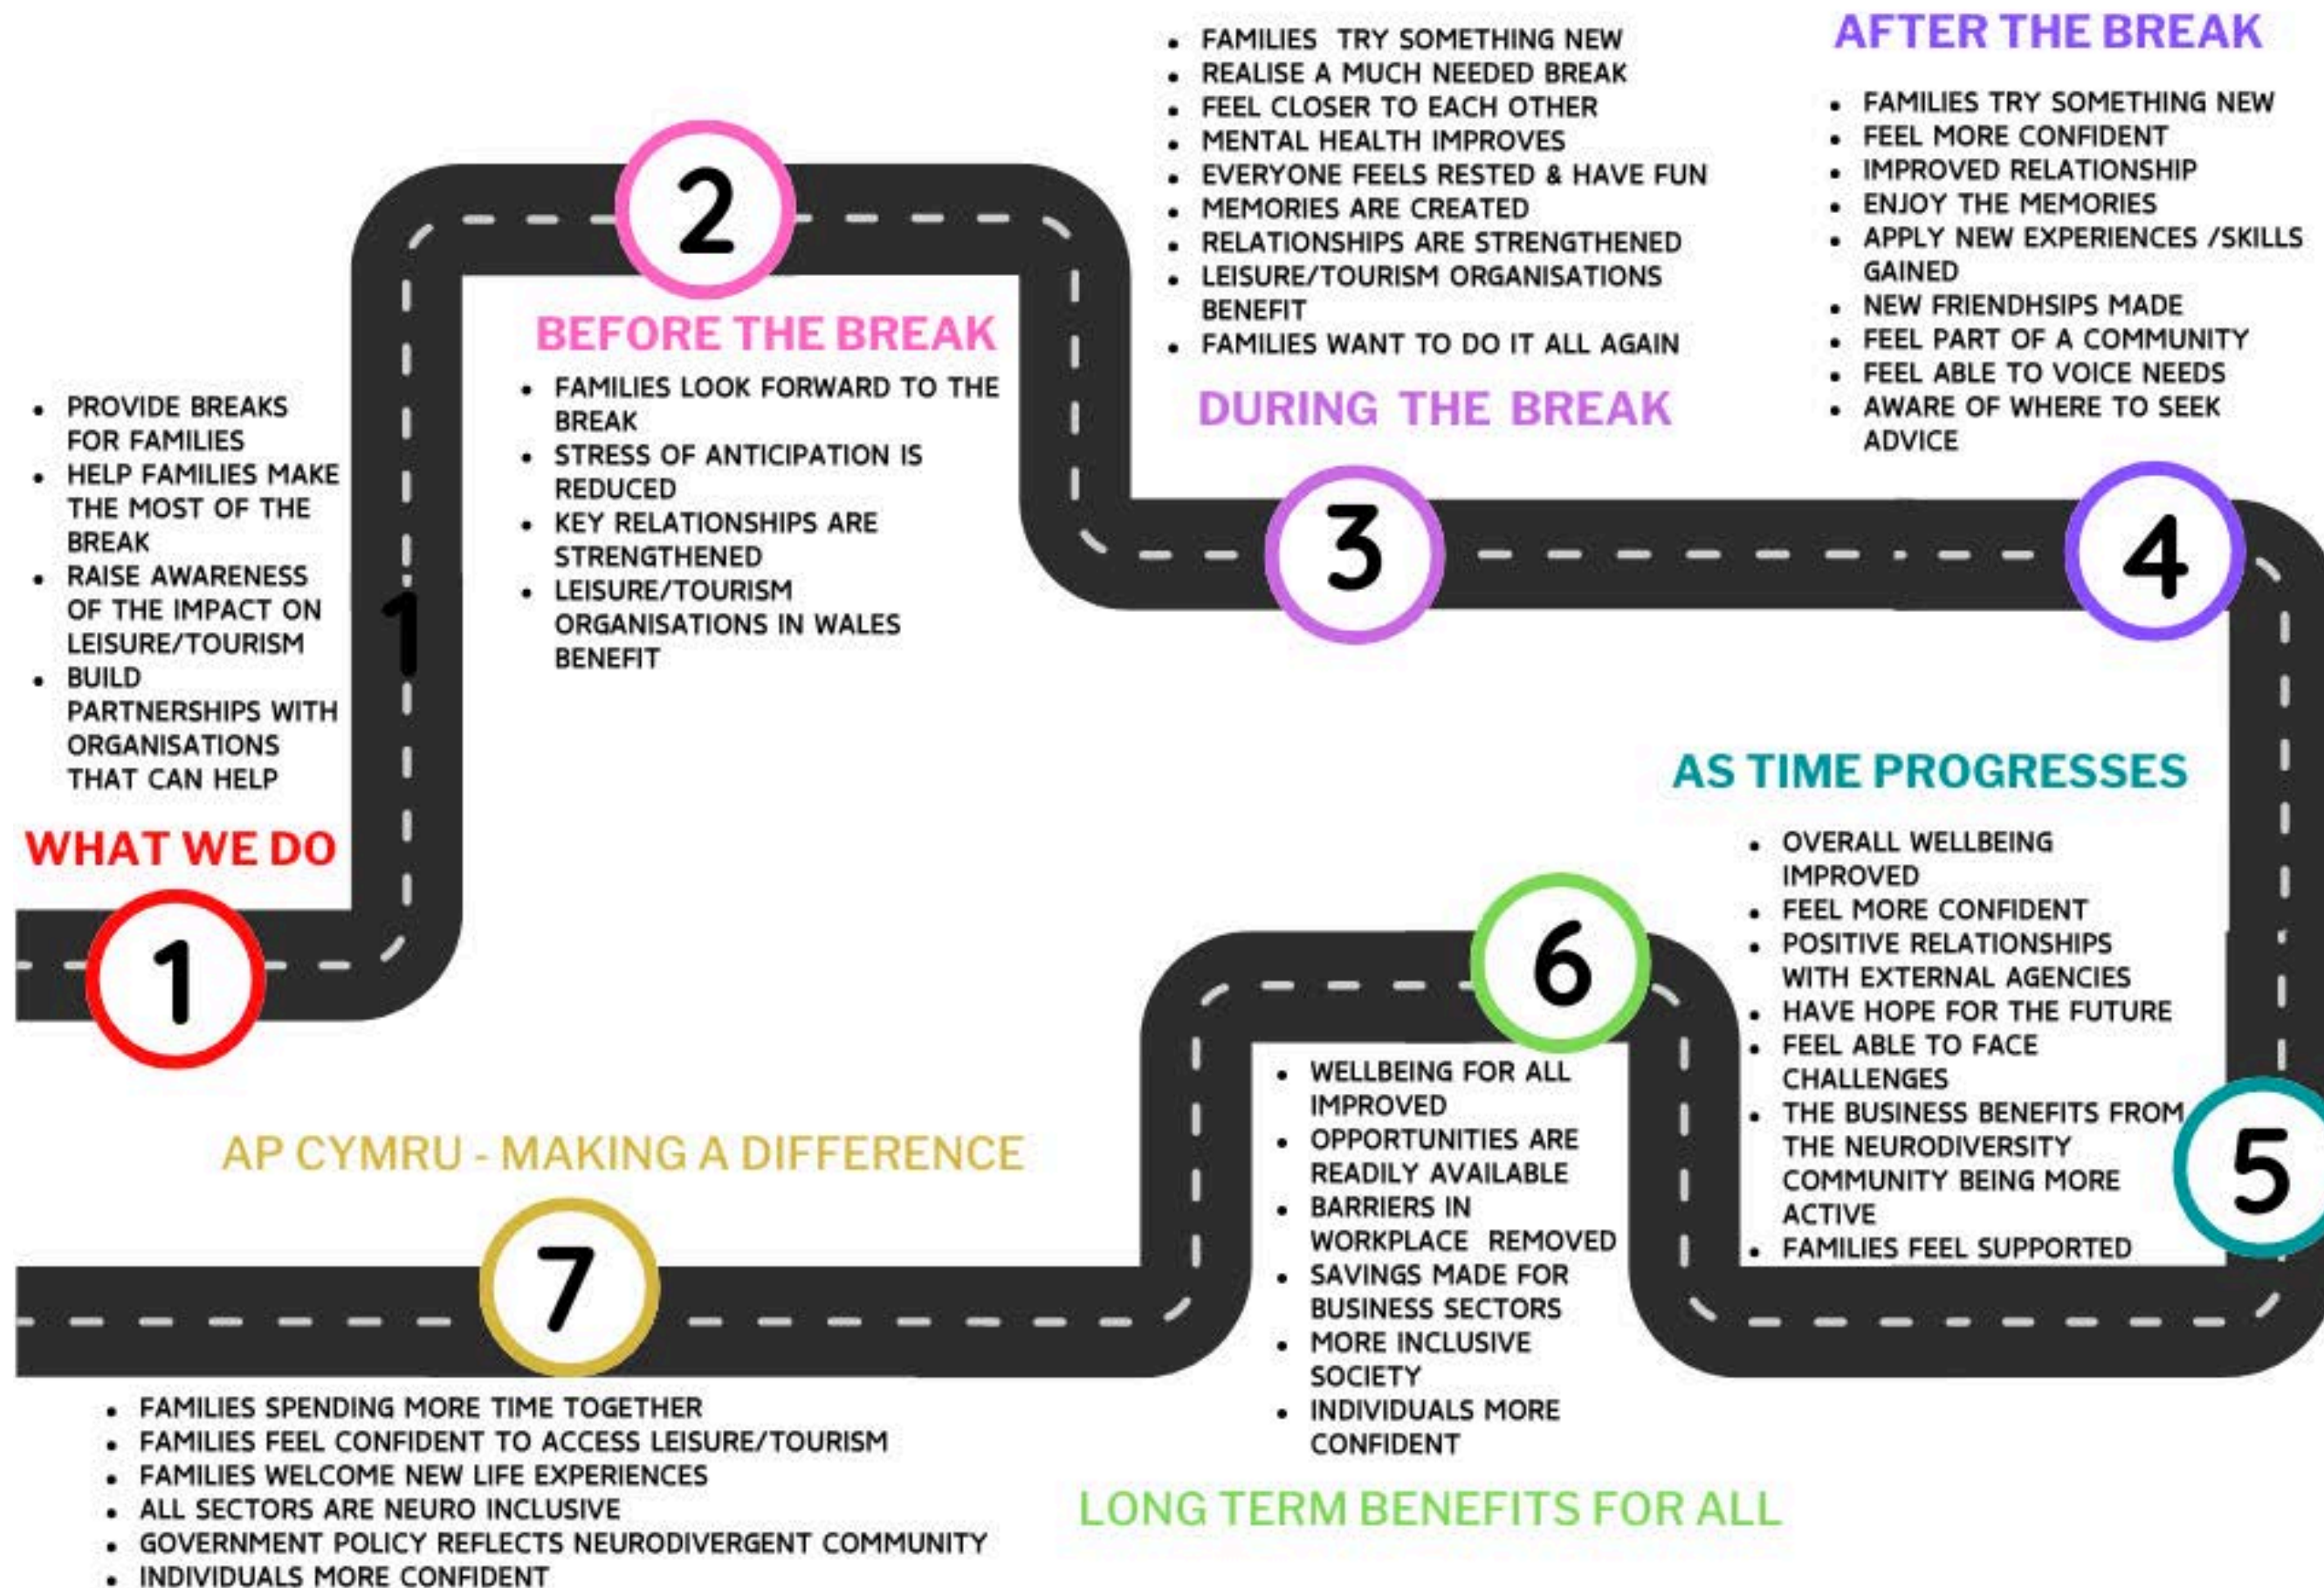 • PROVIDE BREAKS
FOR FAMILIES
• HELP FAMILIES MAKE
THE MOST OF THE
BREAK
• RAISE AWARENESS
OF THE IMPACT ON
LEISURE/TOURISM
• BUILD
PARTNERSHIPS WITH
ORGANISATIONS
THAT CAN HELP
WHAT WE DO
1
1
2
BEFORE THE BREAK
• FAMILIES LOOK FORWARD TO THE
BREAK
• STRESS OF ANTICIPATION IS
REDUCED
• KEY RELATIONSHIPS ARE
STRENGTHENED
• LEISURE/TOURISM
ORGANISATIONS IN WALES
BENEFIT
• FAMILIES TRY SOMETHING NEW
• REALISE A MUCH NEEDED BREAK
• FEEL CLOSER TO EACH OTHER
• MENTAL HEALTH IMPROVES
• EVERYONE FEELS RESTED & HAVE FUN
• MEMORIES ARE CREATED
• RELATIONSHIPS ARE STRENGTHENED
• LEISURE/TOURISM ORGANISATIONS
BENEFIT
• FAMILIES WANT TO DO IT ALL AGAIN
DURING THE BREAK
3
AFTER THE BREAK
• FAMILIES TRY SOMETHING NEW
• FEEL MORE CONFIDENT
• IMPROVED RELATIONSHIP
• ENJOY THE MEMORIES
• APPLY NEW EXPERIENCES /SKILLS
GAINED
• NEW FRIENDHSIPS MADE
• FEEL PART OF A COMMUNITY
• FEEL ABLE TO VOICE NEEDS
• AWARE OF WHERE TO SEEK
ADVICE
4
AS TIME PROGRESSES
• OVERALL WELLBEING
IMPROVED
• FEEL MORE CONFIDENT
• POSITIVE RELATIONSHIPS
WITH EXTERNAL AGENCIES
• HAVE HOPE FOR THE FUTURE
• FEEL ABLE TO FACE
CHALLENGES
• THE BUSINESS BENEFITS FROM
THE NEURODIVERSITY
COMMUNITY BEING MORE
ACTIVE
• FAMILIES FEEL SUPPORTED
5
6
• WELLBEING FOR ALL
IMPROVED
• OPPORTUNITIES ARE
READILY AVAILABLE
• BARRIERS IN
WORKPLACE REMOVED
• SAVINGS MADE FOR
BUSINESS SECTORS
• MORE INCLUSIVE
SOCIETY
• INDIVIDUALS MORE
CONFIDENT
LONG TERM BENEFITS FOR ALL
AP CYMRU - MAKING A DIFFERENCE
7
• FAMILIES SPENDING MORE TIME TOGETHER
• FAMILIES FEEL CONFIDENT TO ACCESS LEISURE/TOURISM
• FAMILIES WELCOME NEW LIFE EXPERIENCES
• ALL SECTORS ARE NEURO INCLUSIVE
• GOVERNMENT POLICY REFLECTS NEURODIVERGENT COMMUNITY
• INDIVIDUALS MORE CONFIDENT